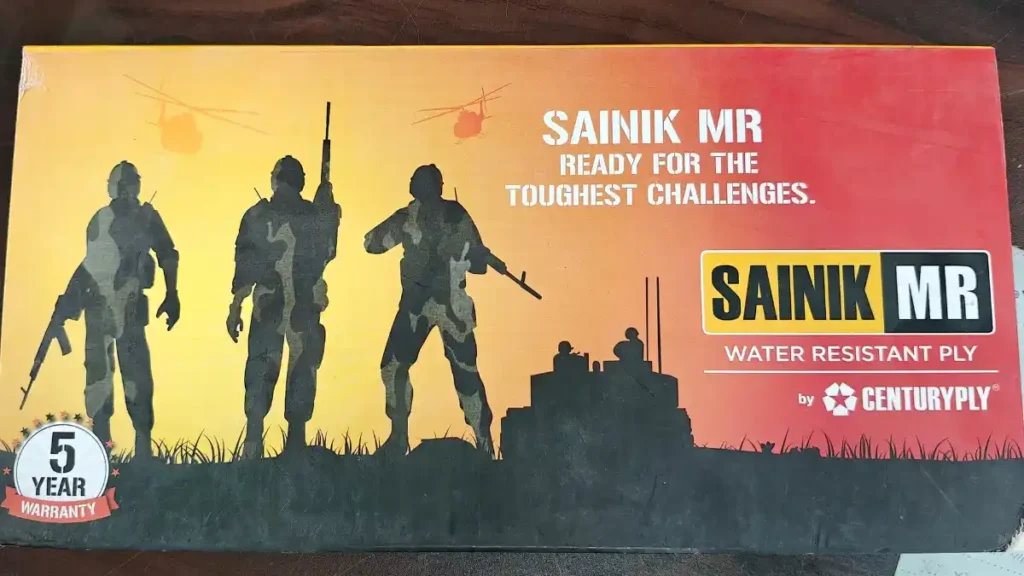 SAINIK MR
READY FOR THE
TOUGHEST CHALLENGES.
SAINIK MR
WATER RESISTANT PLY
by CENTURYPLY®
5
YEAR
WARRANTY